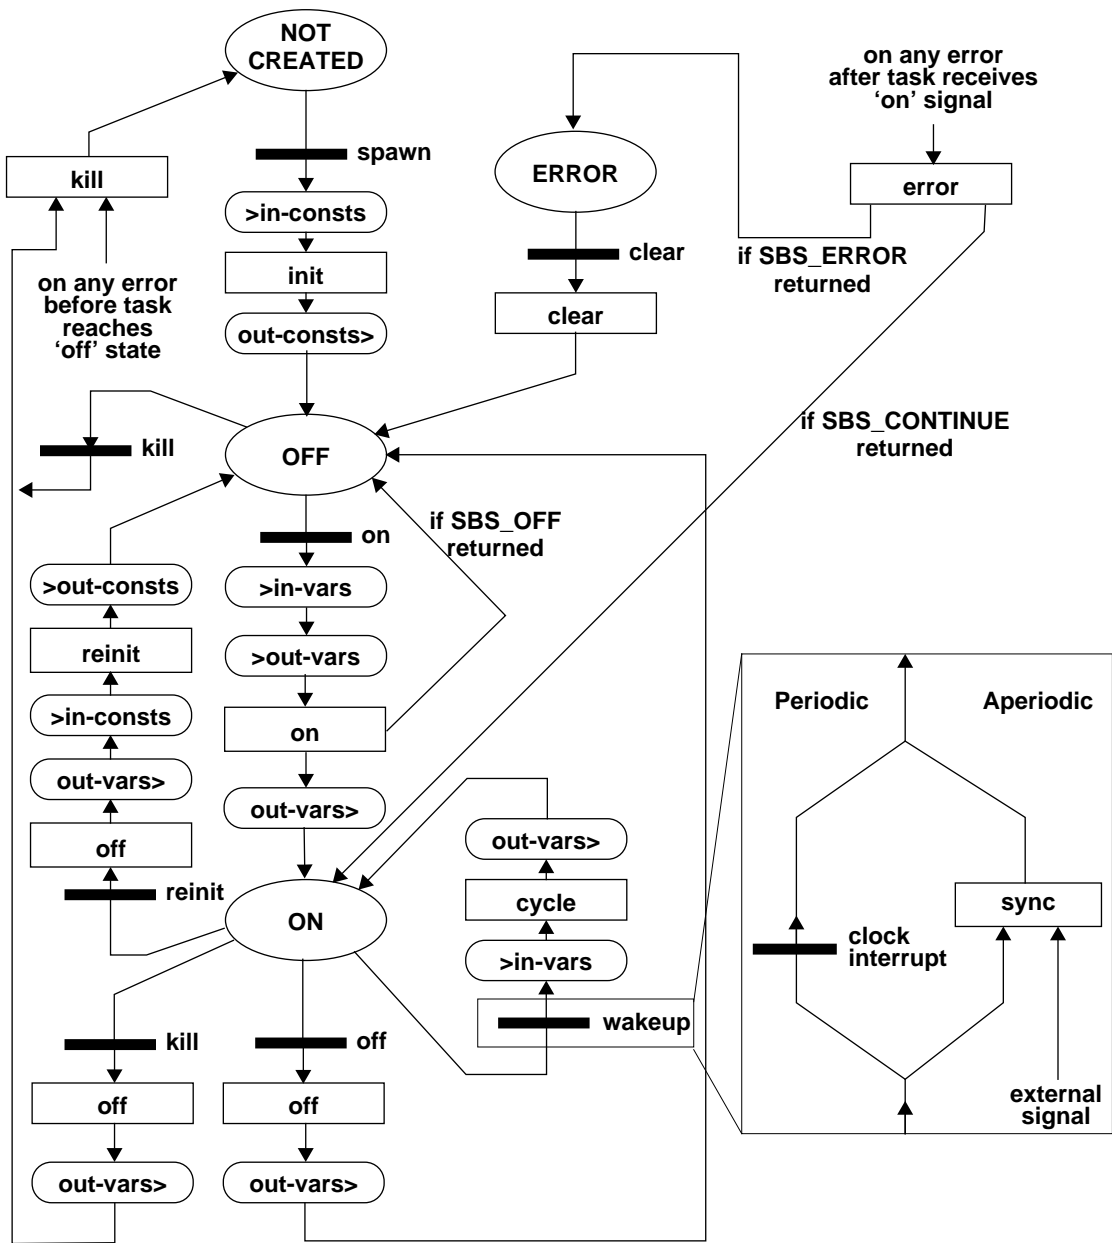 NOT
CREATED
on any error
after task receives
‘on’ signal
spawn
kill
ERROR
error
>in-consts
clear
if SBS_ERROR
returned
init
on any error
before task
reaches
‘off’ state
clear
out-consts>
if SBS_CONTINUE
returned
kill
OFF
if SBS_OFF
returned
on
>out-consts
>in-vars
reinit
>out-vars
>in-consts
on
Periodic
Aperiodic
out-vars>
out-vars>
off
out-vars>
reinit
cycle
sync
ON
clock
interrupt
>in-vars
wakeup
kill
off
external
signal
off
off
out-vars>
out-vars>